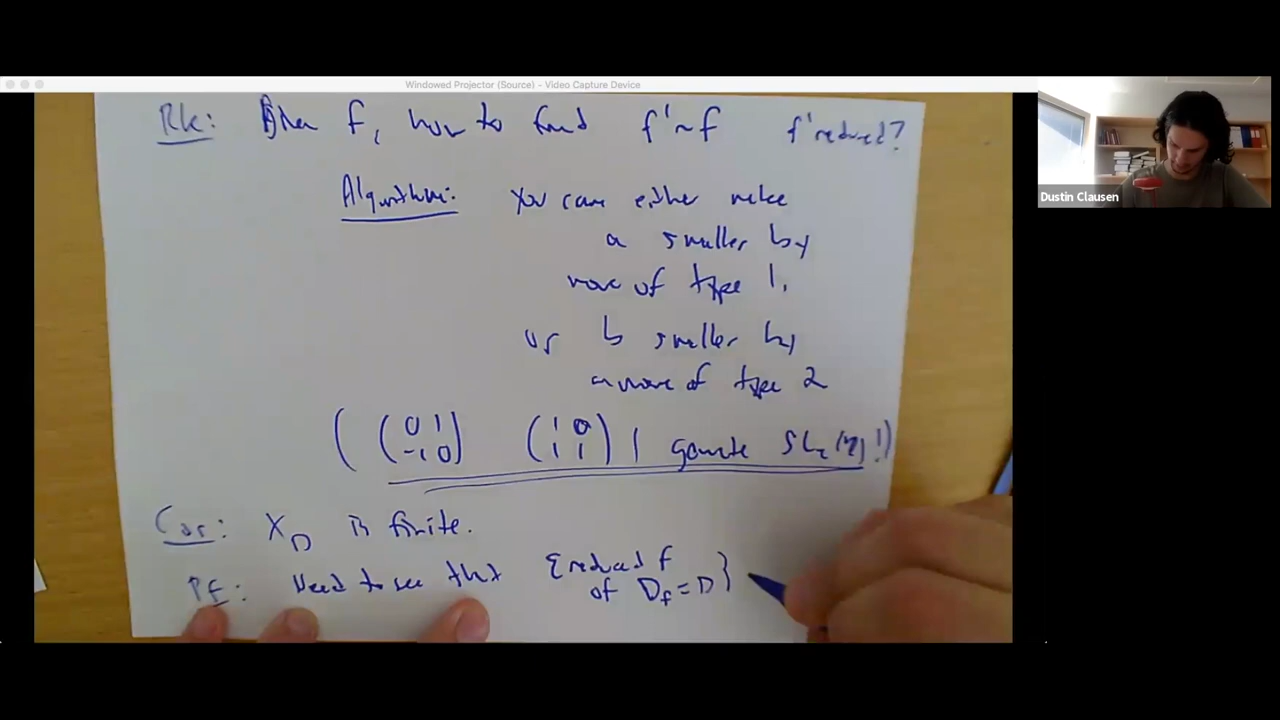 Windowed Projector (Source) - Video Capture Device
Rk: Given f, how to find f' ~ f f' reduced?
Algorithm: You can either make
a smaller by
move of type 1,
or b smaller by
a move of type 2
( (0 1
-1 0) (1 0
1 1) generate SL₂(ℤ)!)
Cor: X_D is finite.
Pf: Need to see that {reduced f
of D_f = D}
Dustin Clausen